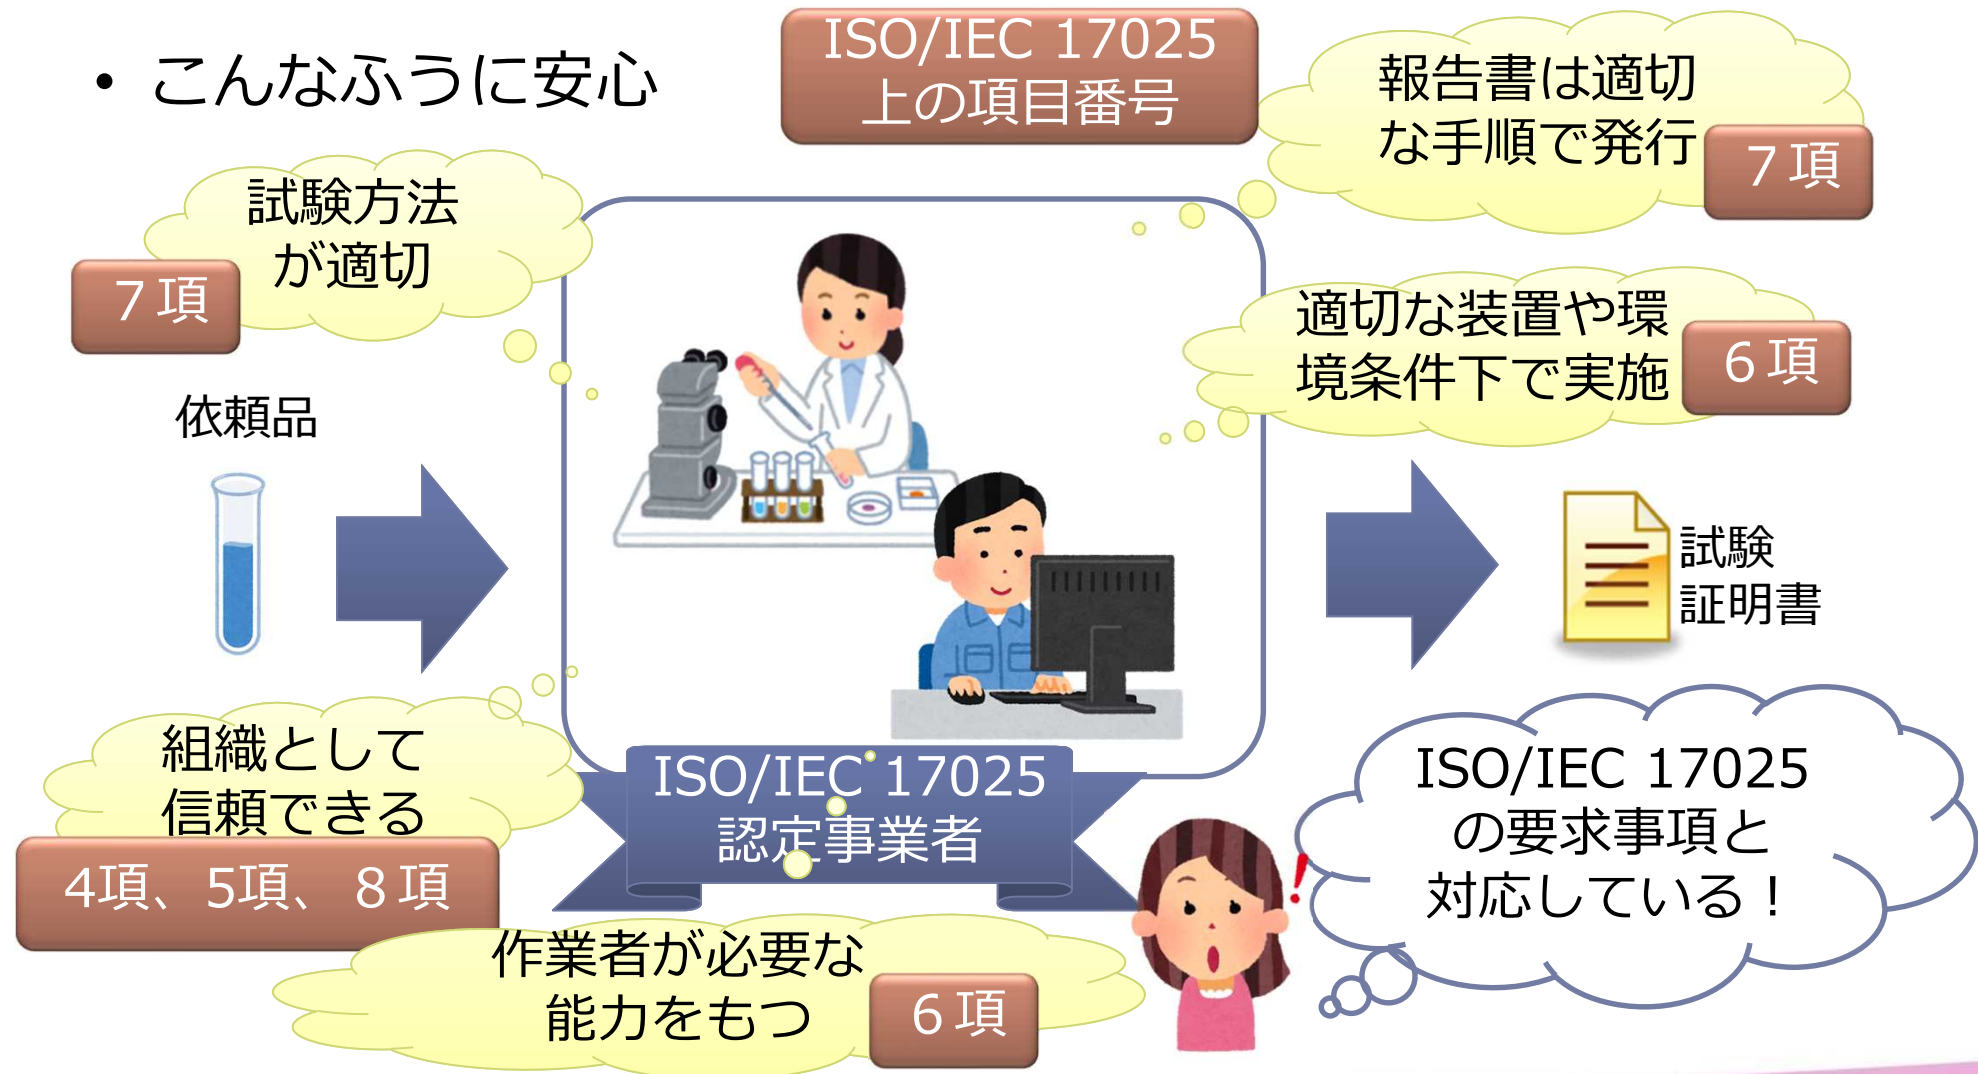 • こんなふうに安心
ISO/IEC 17025
上の項目番号
報告書は適切
な手順で発行
７項
試験方法
が適切
７項
適切な装置や環
境条件下で実施
６項
依頼品
試験
証明書
組織として
信頼できる
4項、5項、８項
ISO/IEC 17025
認定事業者
ISO/IEC 17025
の要求事項と
対応している！
作業者が必要な
能力をもつ
６項